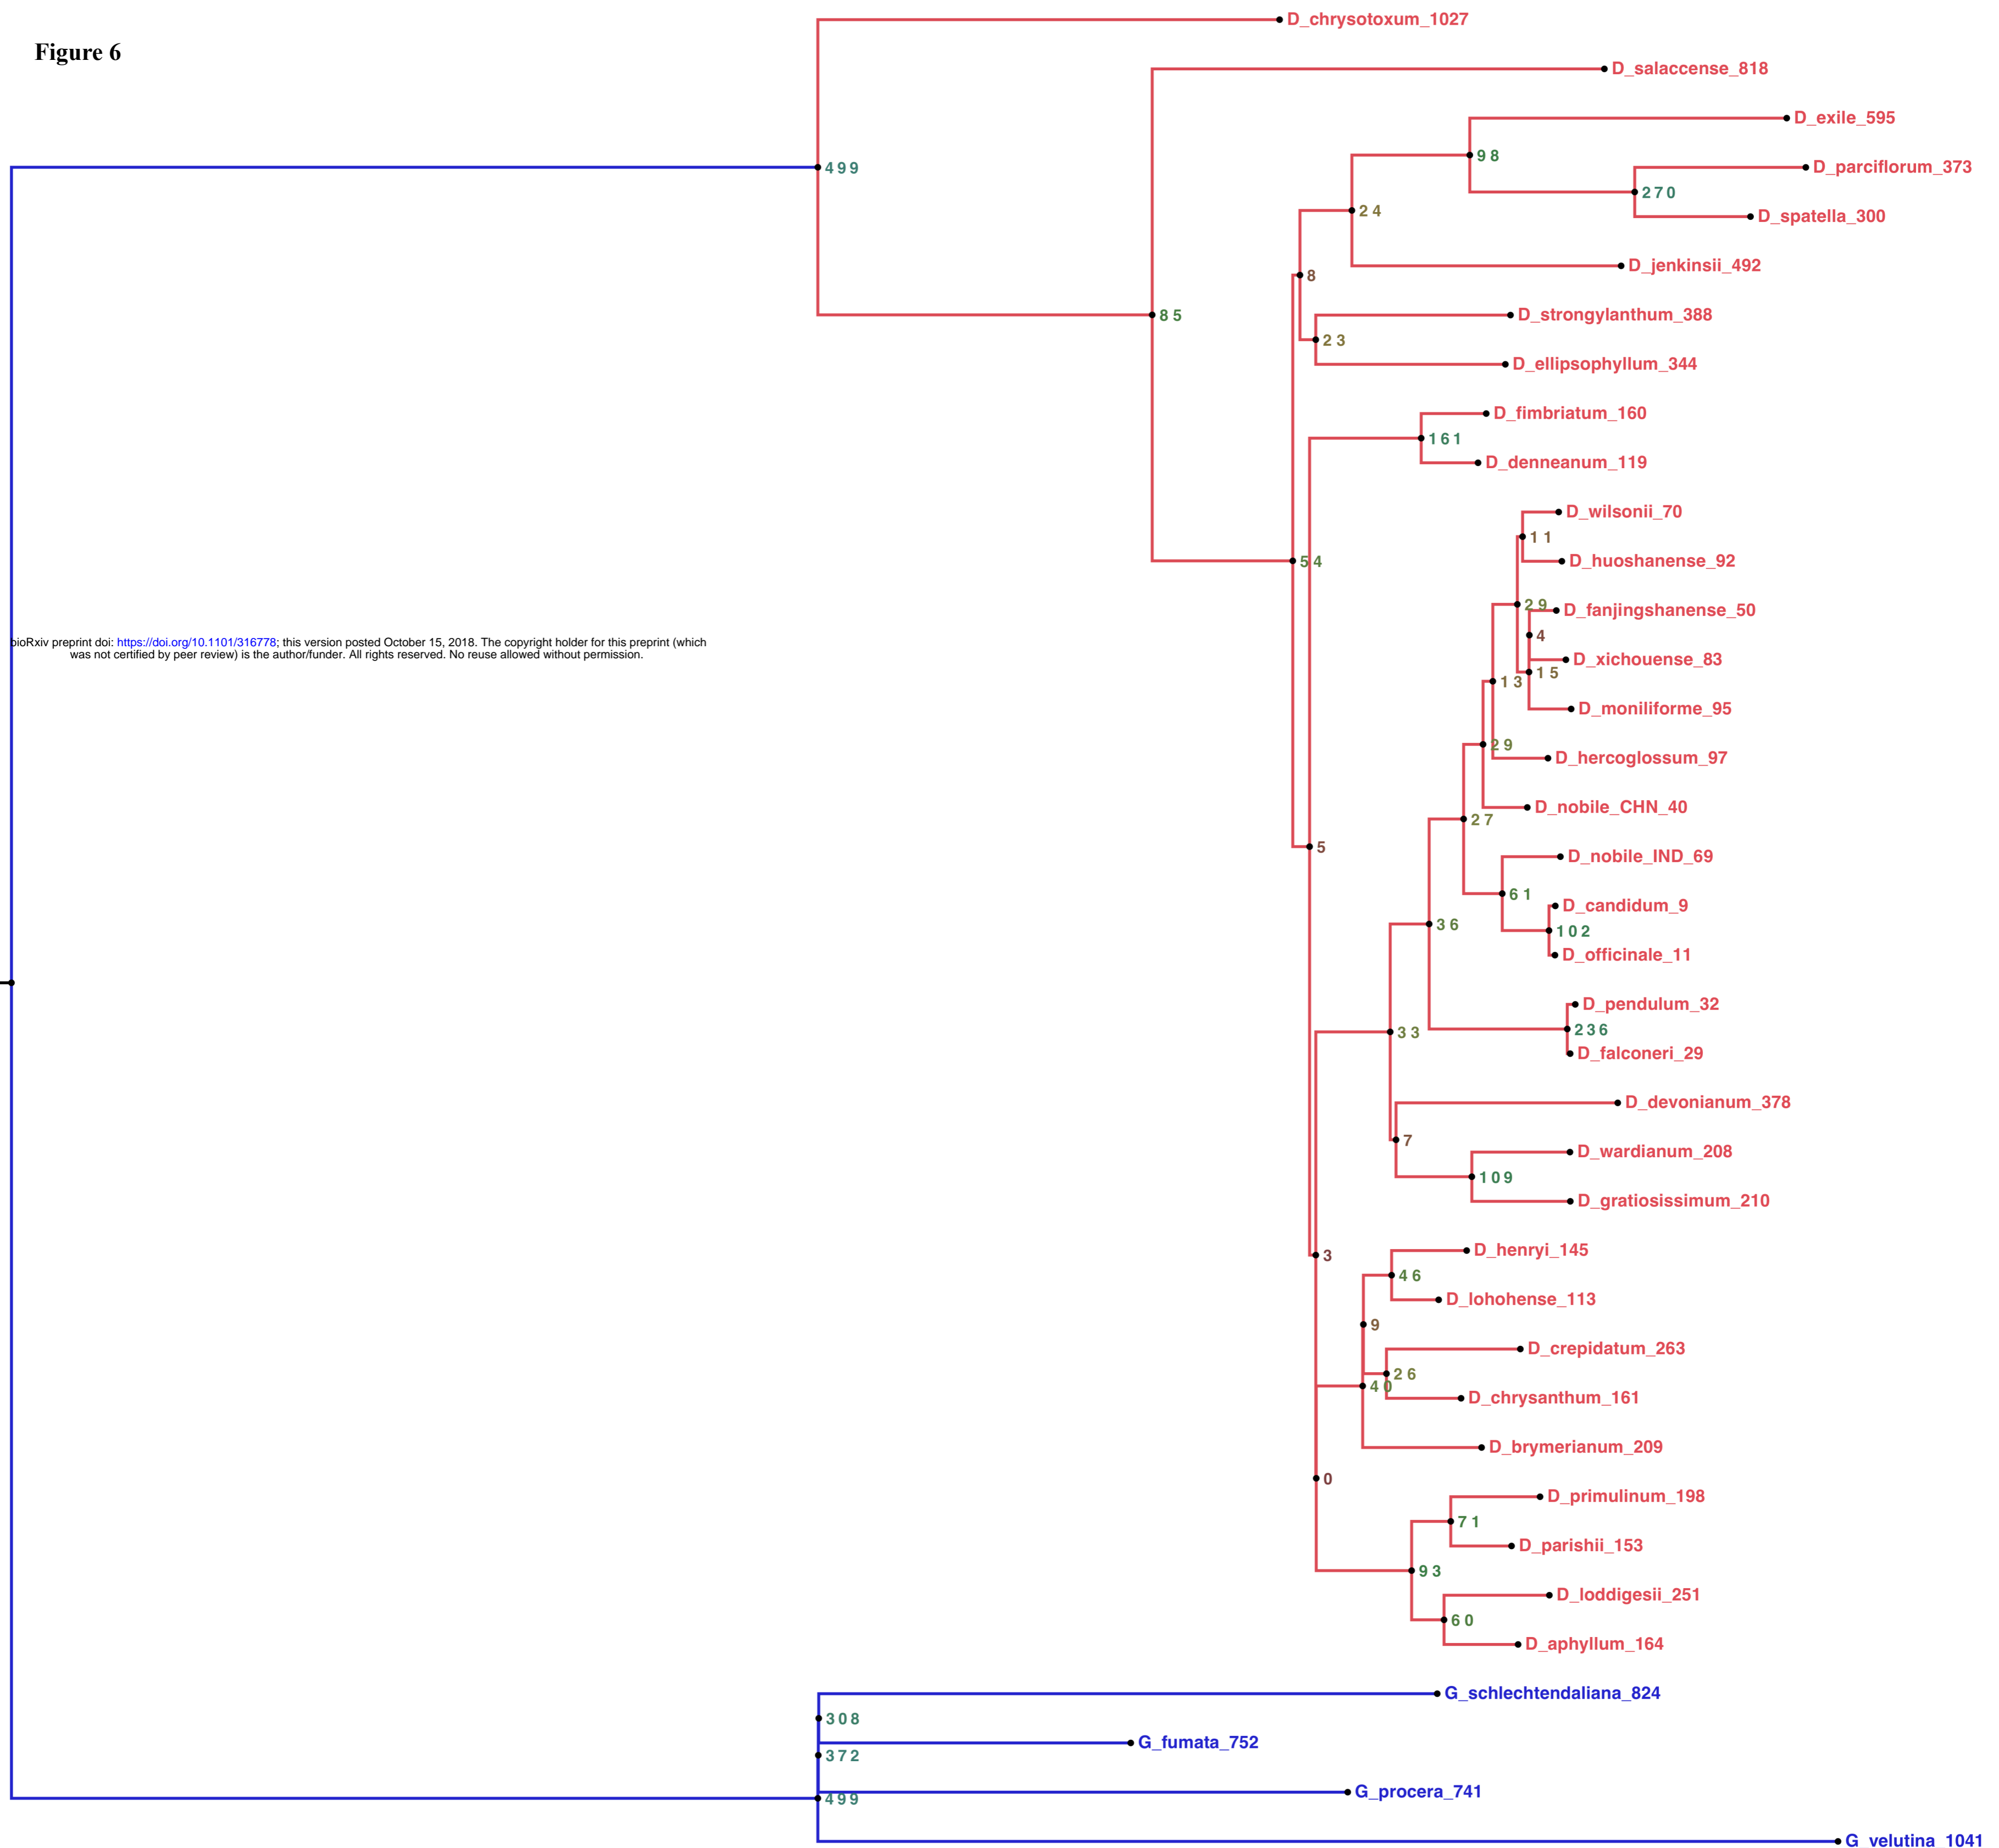 D_chrysotoxum_1027
Figure 6
D_salaccense_818
D_exile_595
98
499
D_parciflorum_373
270
24
D_spatella_300
D_jenkinsii_492
8
85
D_strongylanthum_388
23
D_ellipsophyllum_344
D_fimbriatum_160
161
D_denneanum_119
D_wilsonii_70
11
54
D_huoshanense_92
29
D_fanjingshanense_50
4
bioRxiv preprint doi: https://doi.org/10.1101/316778; this version posted October 15, 2018. The copyright holder for this preprint (which
was not certified by peer review) is the author/funder. All rights reserved. No reuse allowed without permission.
D_xichouense_83
15
13
D_moniliforme_95
29
D_hercoglossum_97
D_nobile_CHN_40
27
5
D_nobile_IND_69
61
D_candidum_9
36
102
D_officinale_11
D_pendulum_32
236
33
D_falconeri_29
D_devonianum_378
7
D_wardianum_208
109
D_gratiosissimum_210
D_henryi_145
3
46
D_lohohense_113
9
D_crepidatum_263
26
40
D_chrysanthum_161
D_brymerianum_209
0
D_primulinum_198
71
D_parishii_153
93
D_loddigesii_251
60
D_aphyllum_164
G_schlechtendaliana_824
308
G_fumata_752
372
G_procera_741
499
G_velutina_1041